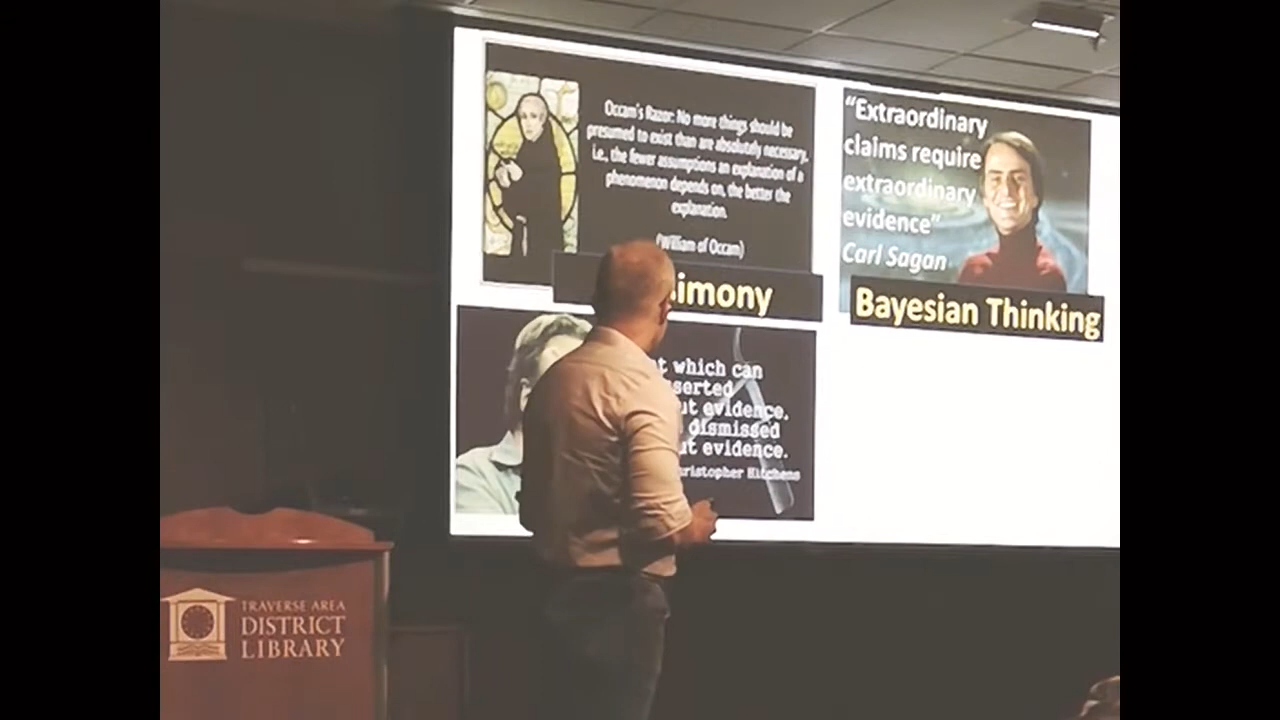 Occam's Razor: No more things should be
presumed to exist than are absolutely necessary,
i.e., the fewer assumptions an explanation of a
phenomenon depends on, the better the
explanation.
(William of Occam)
imony
"Extraordinary
claims require
extraordinary
evidence"
Carl Sagan
Bayesian Thinking
t which can
serted
ut evidence.
dismissed
ut evidence.
ristopher Hitchens
TRAVERSE AREA
DISTRICT
LIBRARY